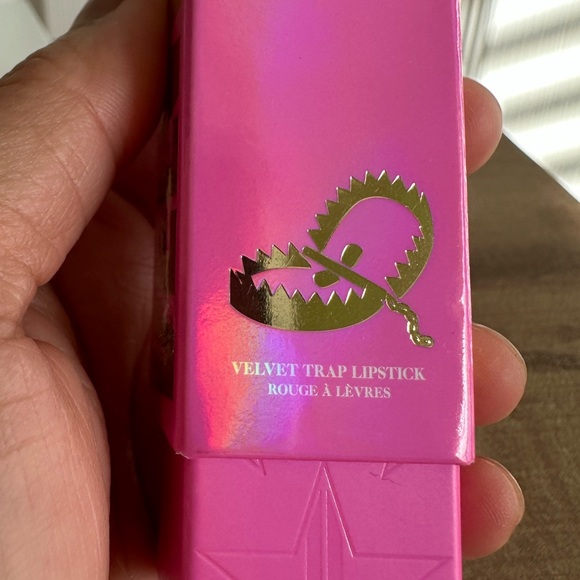 VELVET TRAP LIPSTICK
ROUGE À LÈVRES